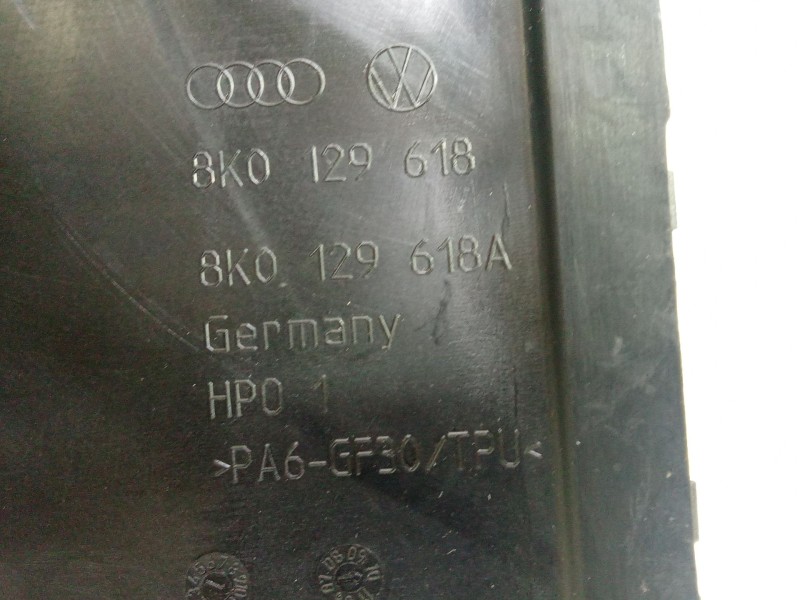 8K0 129 618
8K0 129 618A
Germany
HPO 1
>PA6-GF30/TPU<